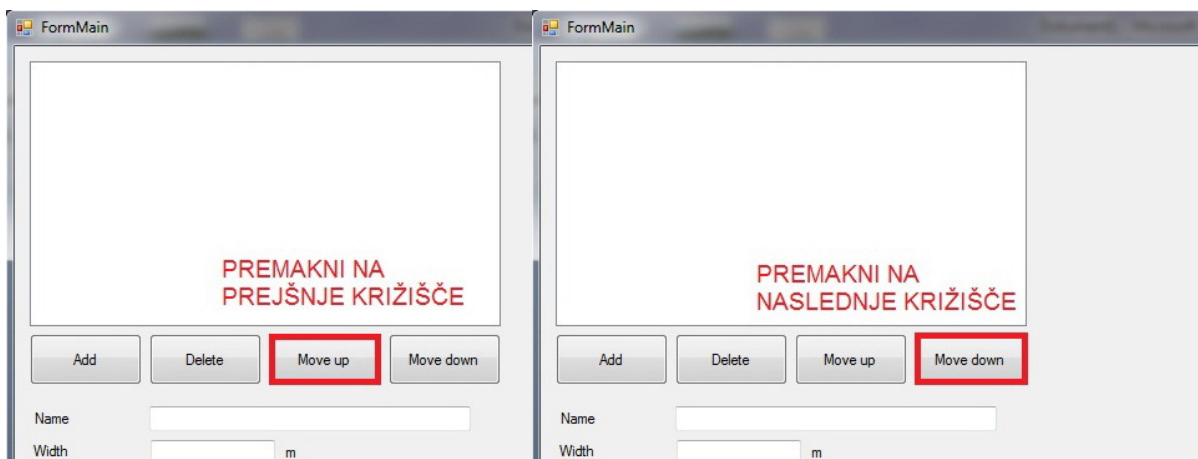 FormMain
PREMAKNI NA
PREJŠNJE KRIŽIŠČE
Add Delete Move up Move down
Name
Width m
FormMain
PREMAKNI NA
NASLEDNJE KRIŽIŠČE
Add Delete Move up Move down
Name
Width m